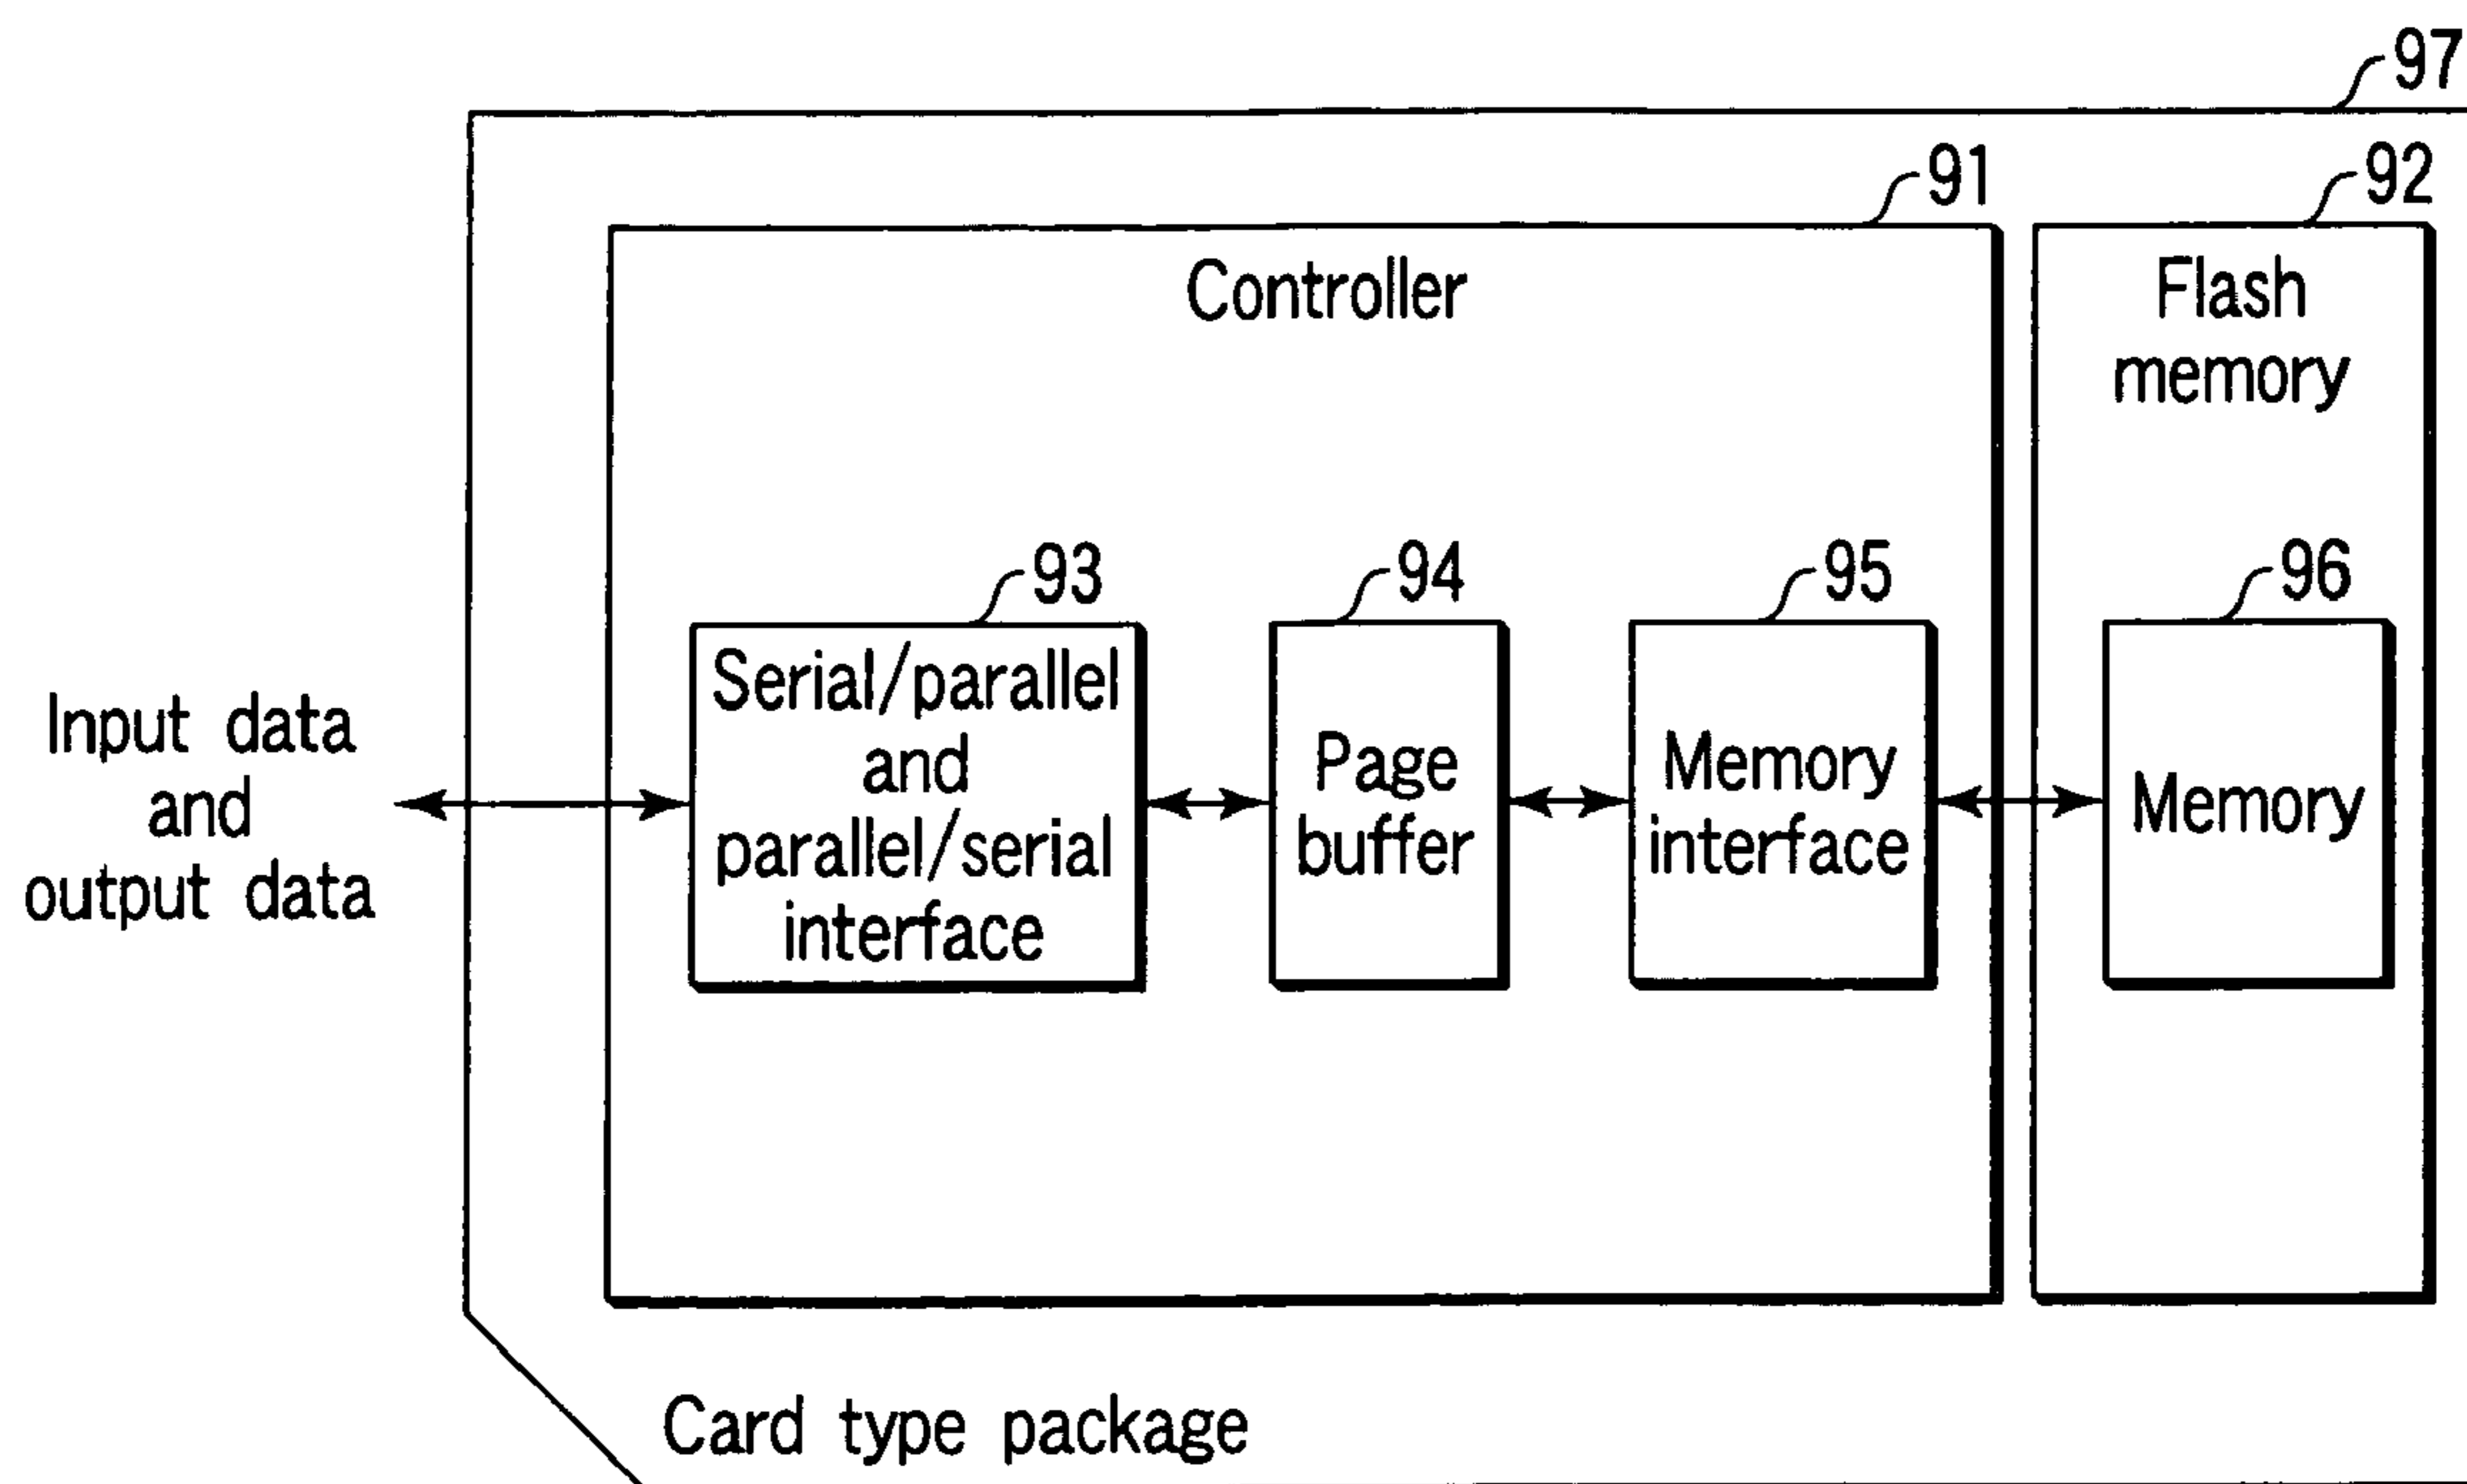 97
91
92
Controller
Flash
memory
93
94
95
96
Serial/parallel
and
parallel/serial
interface
Page
buffer
Memory
interface
Memory
Input data
and
output data
Card type package